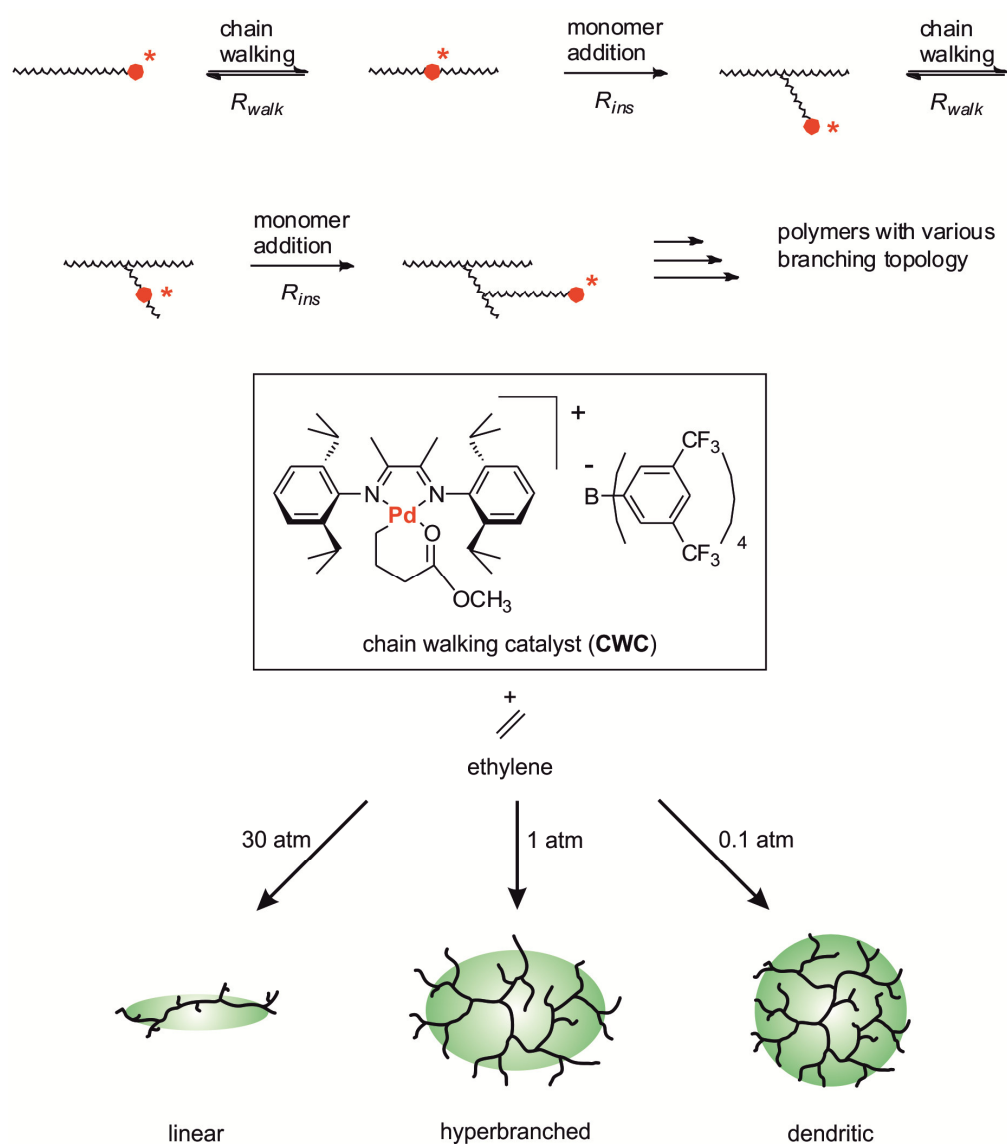 chain
walking
R_walk
*
*
monomer
addition
R_ins
*
chain
walking
R_walk
*
monomer
addition
R_ins
*
polymers with various
branching topology
+
-
N
N
Pd
O
OCH₃
B
CF₃
CF₃
4
chain walking catalyst (CWC)
+
ethylene
30 atm
1 atm
0.1 atm
linear
hyperbranched
dendritic